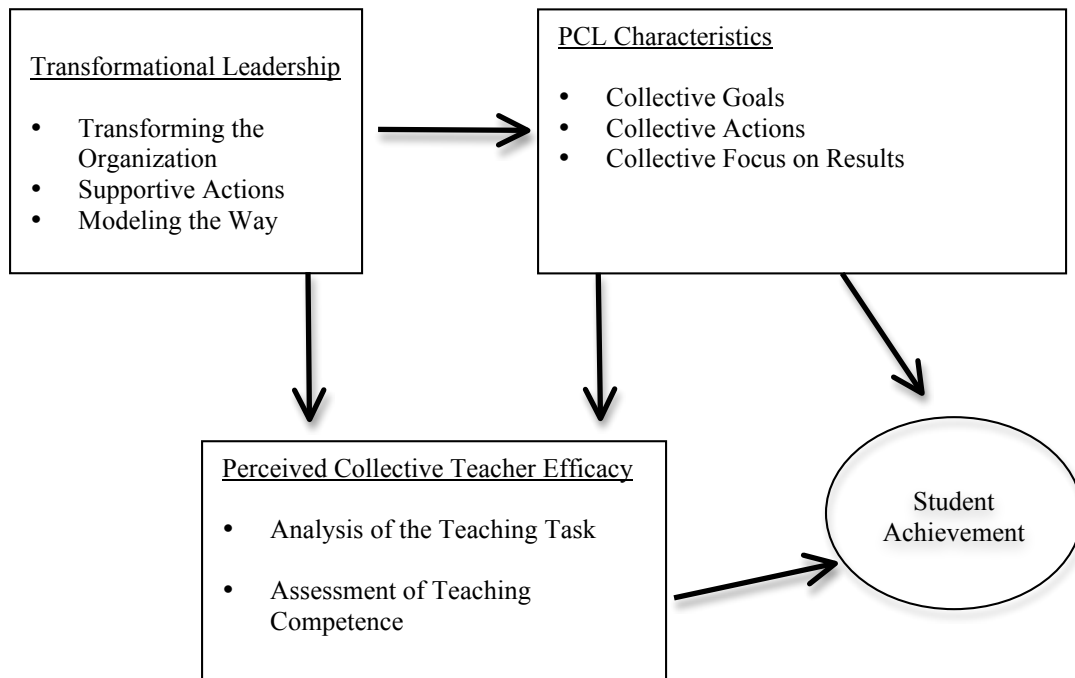 Transformational Leadership
• Transforming the
Organization
• Supportive Actions
• Modeling the Way
PCL Characteristics
• Collective Goals
• Collective Actions
• Collective Focus on Results
Perceived Collective Teacher Efficacy
• Analysis of the Teaching Task
• Assessment of Teaching
Competence
Student
Achievement